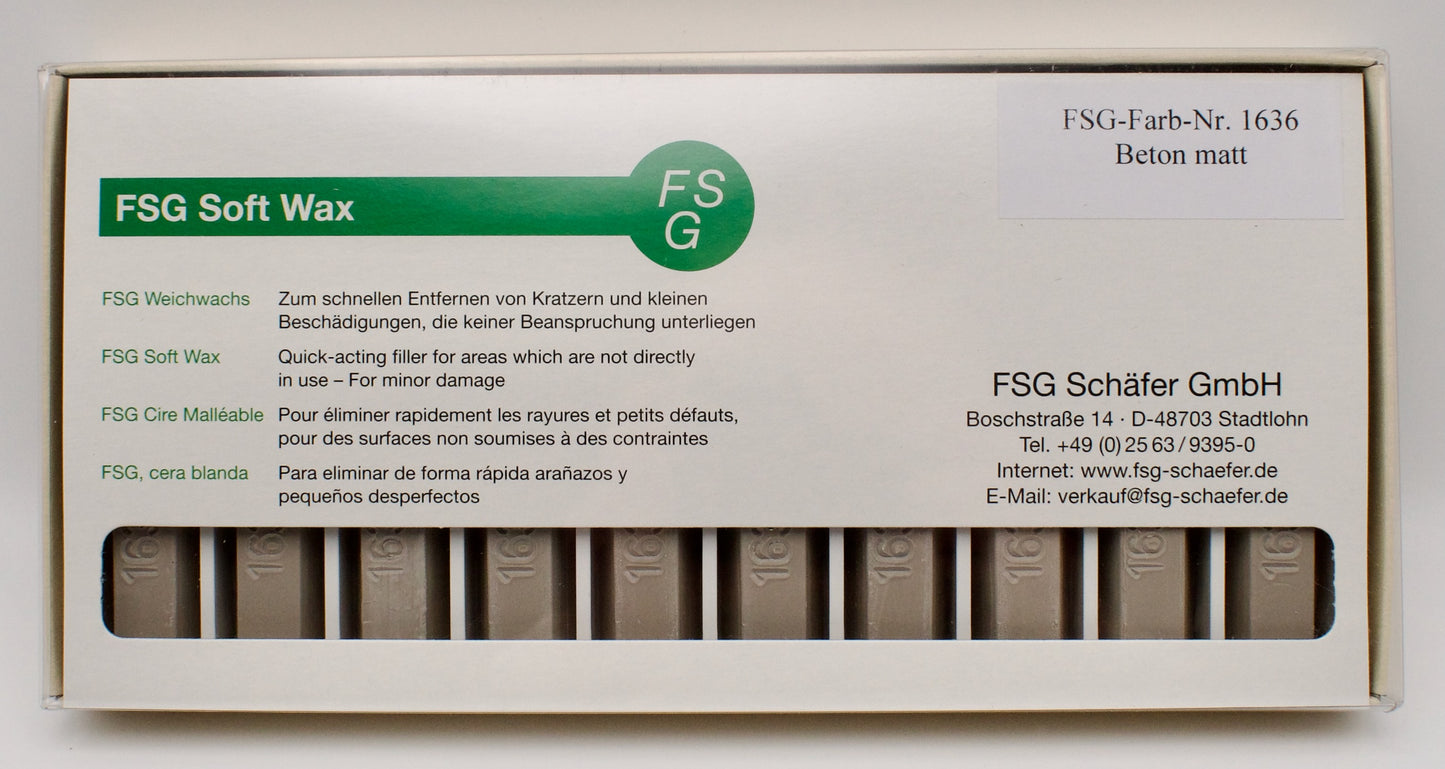 FSG-Farb-Nr. 1636
Beton matt
FSG Soft Wax
FS
G
FSG Weichwachs Zum schnellen Entfernen von Kratzern und kleinen
Beschädigungen, die keiner Beanspruchung unterliegen
FSG Soft Wax Quick-acting filler for areas which are not directly
in use – For minor damage
FSG Cire Malléable Pour éliminer rapidement les rayures et petits défauts,
pour des surfaces non soumises à des contraintes
FSG, cera blanda Para eliminar de forma rápida arañazos y
pequeños desperfectos
FSG Schäfer GmbH
Boschstraße 14 · D-48703 Stadtlohn
Tel. +49 (0) 25 63 / 9395-0
Internet: www.fsg-schaefer.de
E-Mail: verkauf@fsg-schaefer.de